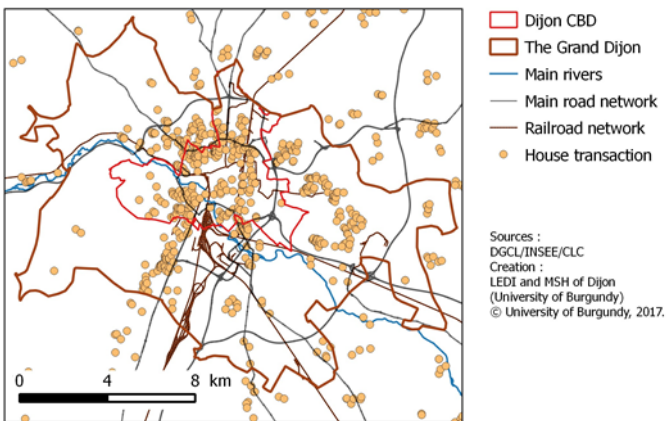 Dijon CBD
The Grand Dijon
Main rivers
Main road network
Railroad network
House transaction
Sources :
DGCL/INSEE/CLC
Creation :
LEDI and MSH of Dijon
(University of Burgundy)
© University of Burgundy, 2017.
0 4 8 km